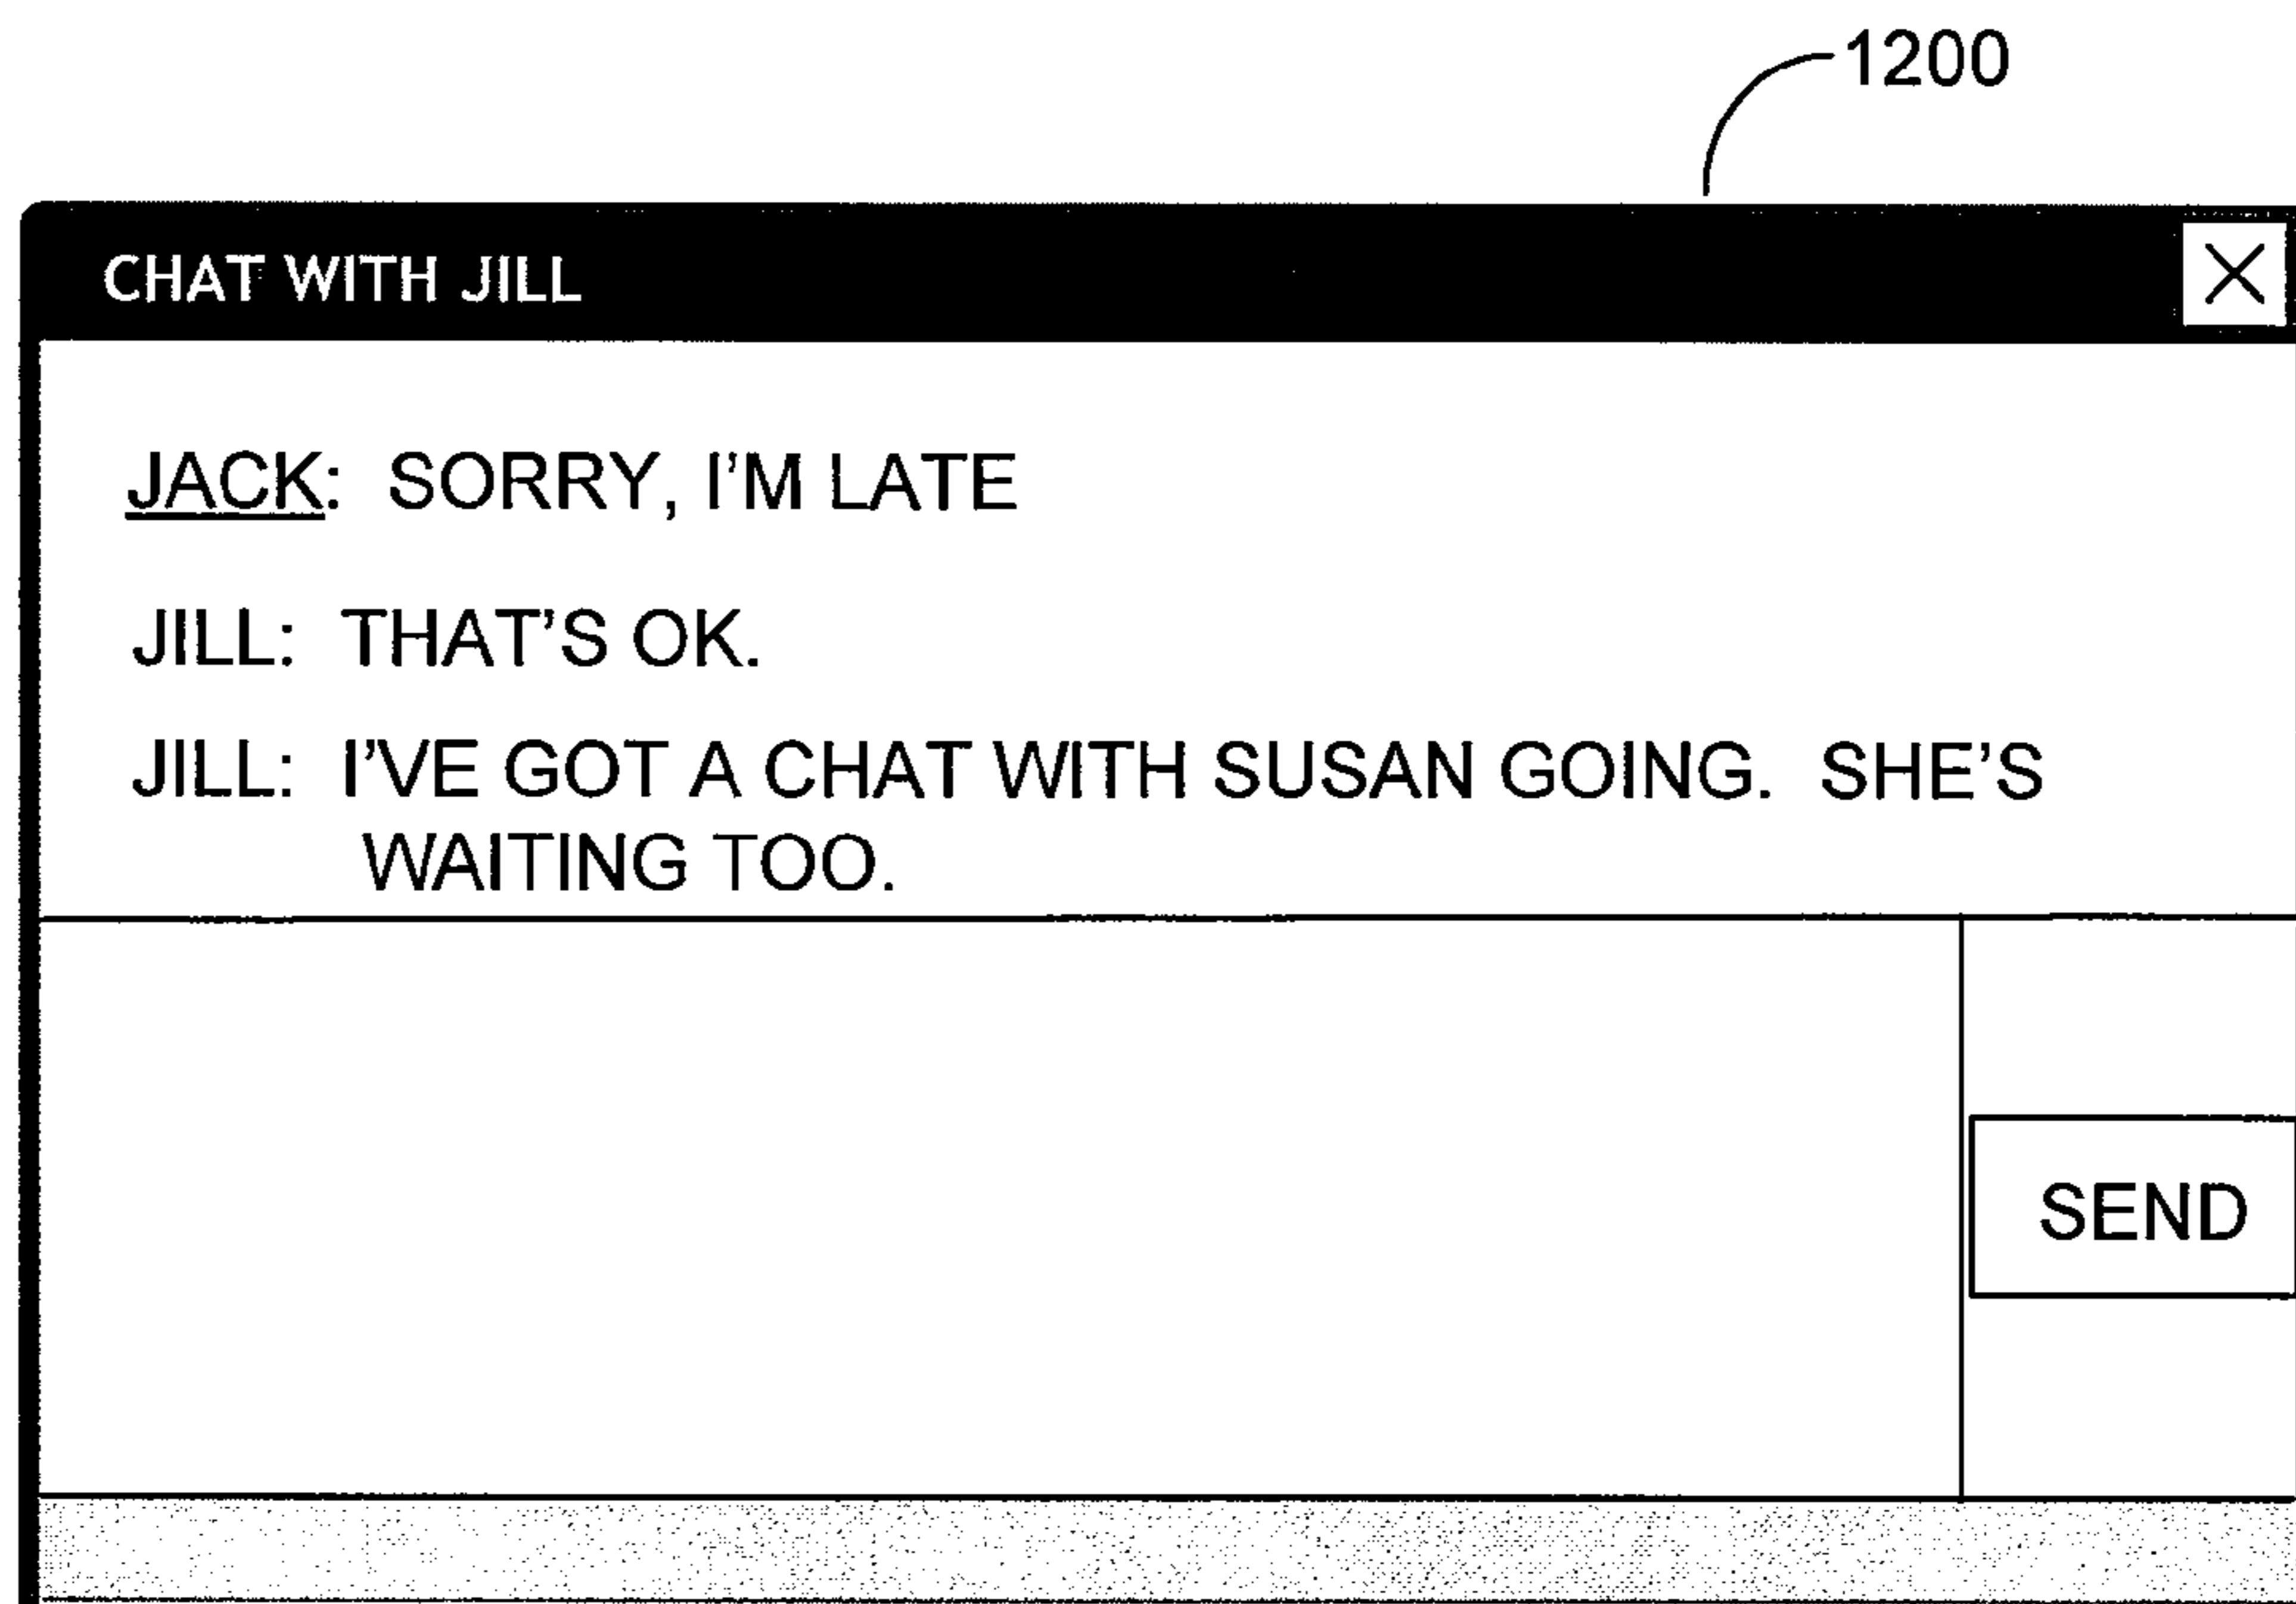 1200
CHAT WITH JILL
JACK: SORRY, I'M LATE
JILL: THAT'S OK.
JILL: I'VE GOT A CHAT WITH SUSAN GOING. SHE'S
WAITING TOO.
SEND